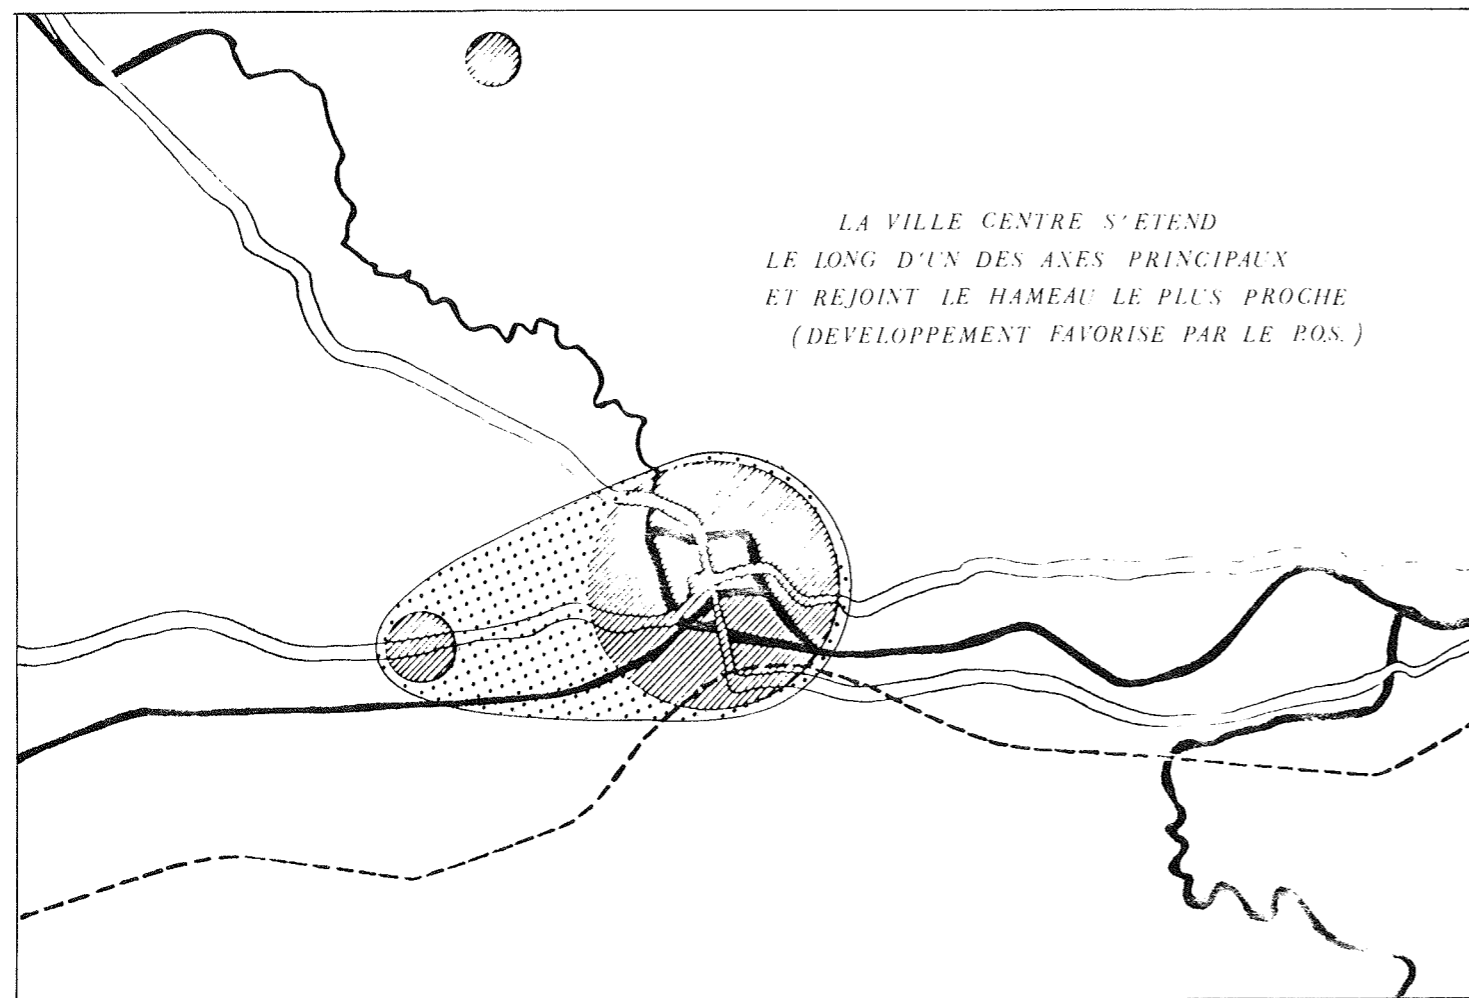 LA VILLE CENTRE S'ETEND
LE LONG D'UN DES AXES PRINCIPAUX
ET REJOINT LE HAMEAU LE PLUS PROCHE
(DEVELOPPEMENT FAVORISE PAR LE P.O.S.)